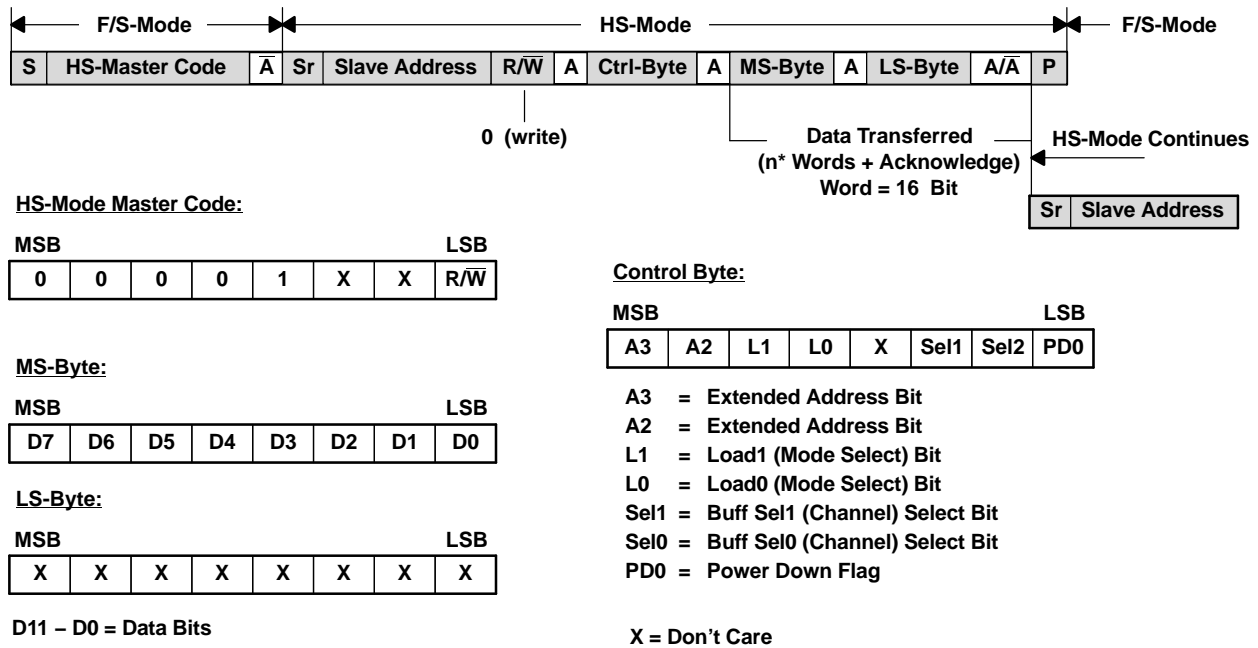 F/S-Mode HS-Mode F/S-Mode
S HS-Master Code A̅ Sr Slave Address R/W̅ A Ctrl-Byte A MS-Byte A LS-Byte A/A̅ P
0 (write)
Data Transferred
(n* Words + Acknowledge)
Word = 16 Bit
HS-Mode Continues
Sr Slave Address
HS-Mode Master Code:
MSB LSB
0 0 0 0 1 X X R/W̅
MS-Byte:
MSB LSB
D7 D6 D5 D4 D3 D2 D1 D0
LS-Byte:
MSB LSB
X X X X X X X X
D11 – D0 = Data Bits
Control Byte:
MSB LSB
A3 A2 L1 L0 X Sel1 Sel2 PD0
A3 = Extended Address Bit
A2 = Extended Address Bit
L1 = Load1 (Mode Select) Bit
L0 = Load0 (Mode Select) Bit
Sel1 = Buff Sel1 (Channel) Select Bit
Sel0 = Buff Sel0 (Channel) Select Bit
PD0 = Power Down Flag
X = Don't Care